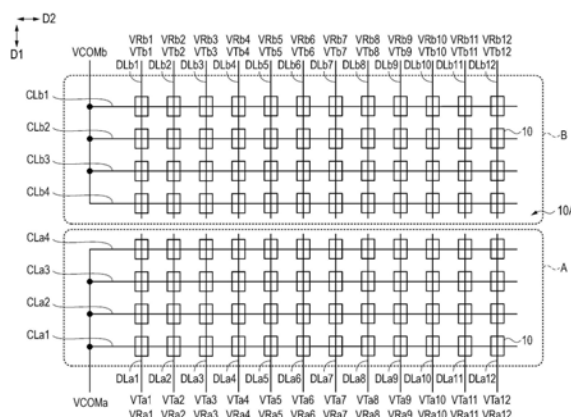 D2
D1
VCOMb
VRb1 VRb2 VRb3 VRb4 VRb5 VRb6 VRb7 VRb8 VRb9 VRb10 VRb11 VRb12
VTb1 VTb2 VTb3 VTb4 VTb5 VTb6 VTb7 VTb8 VTb9 VTb10 VTb11 VTb12
DLb1 DLb2 DLb3 DLb4 DLb5 DLb6 DLb7 DLb8 DLb9 DLb10 DLb11 DLb12
CLb1
CLb2
10
B
CLb3
CLb4
10A
CLa4
A
CLa3
CLa2
CLa1
10
DLa1 DLa2 DLa3 DLa4 DLa5 DLa6 DLa7 DLa8 DLa9 DLa10 DLa11 DLa12
VCOMa
VTa1 VTa2 VTa3 VTa4 VTa5 VTa6 VTa7 VTa8 VTa9 VTa10 VTa11 VTa12
VRa1 VRa2 VRa3 VRa4 VRa5 VRa6 VRa7 VRa8 VRa9 VRa10 VRa11 VRa12